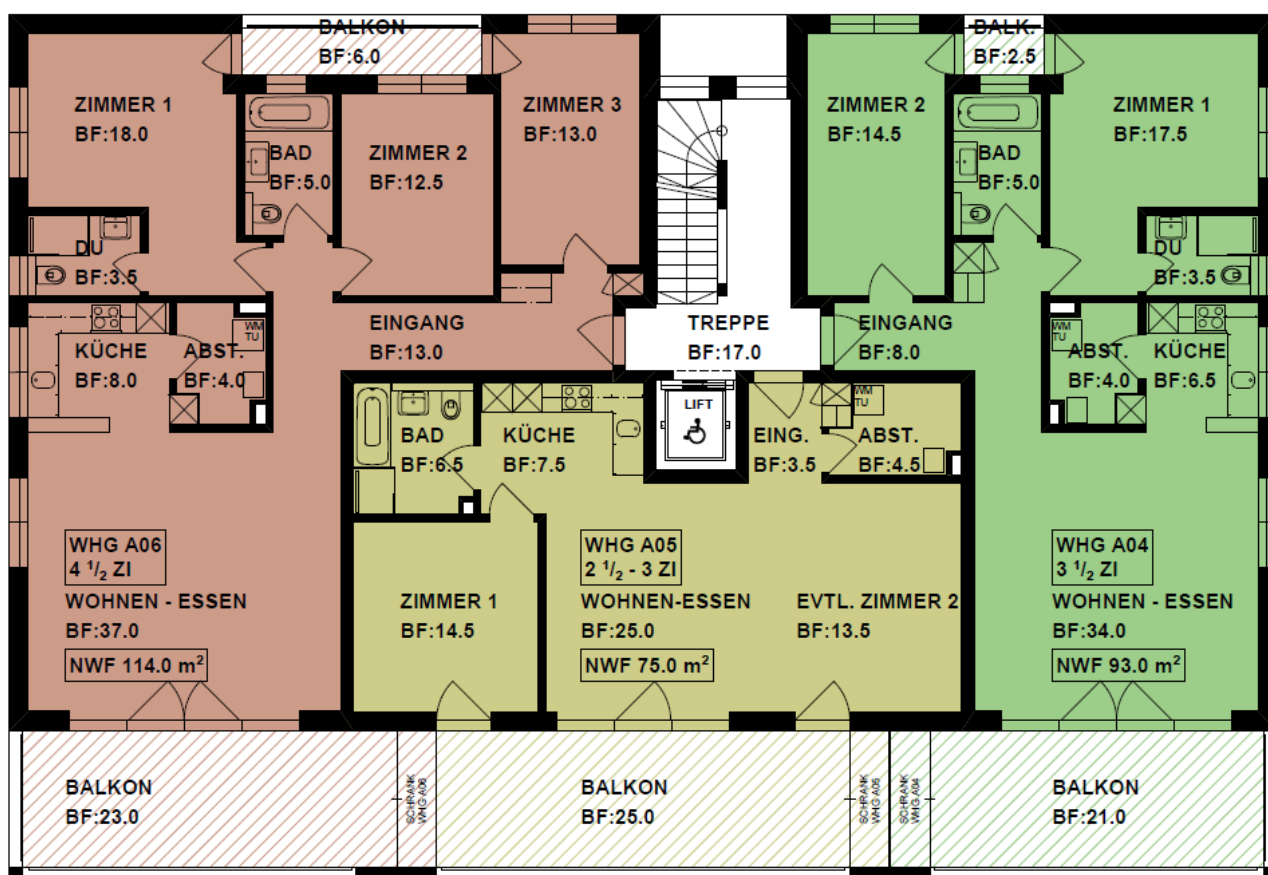 BALKON
BF:6.0
ZIMMER 1
BF:18.0
BAD
BF:5.0
ZIMMER 2
BF:12.5
ZIMMER 3
BF:13.0
DU
BF:3.5
KÜCHE
BF:8.0
WM
TU
ABST.
BF:4.0
EINGANG
BF:13.0
WHG A06
4 1/2 ZI
WOHNEN - ESSEN
BF:37.0
NWF 114.0 m²
BALKON
BF:23.0
SCHRANK
WHG A06
TREPPE
BF:17.0
LIFT
BAD
BF:6.5
KÜCHE
BF:7.5
EING.
BF:3.5
WM
TU
ABST.
BF:4.5
ZIMMER 1
BF:14.5
WHG A05
2 1/2 - 3 ZI
WOHNEN-ESSEN
BF:25.0
NWF 75.0 m²
EVTL. ZIMMER 2
BF:13.5
BALKON
BF:25.0
SCHRANK
WHG A05
BALK.
BF:2.5
ZIMMER 2
BF:14.5
BAD
BF:5.0
ZIMMER 1
BF:17.5
DU
BF:3.5
EINGANG
BF:8.0
WM
TU
ABST.
BF:4.0
KÜCHE
BF:6.5
WHG A04
3 1/2 ZI
WOHNEN - ESSEN
BF:34.0
NWF 93.0 m²
SCHRANK
WHG A04
BALKON
BF:21.0